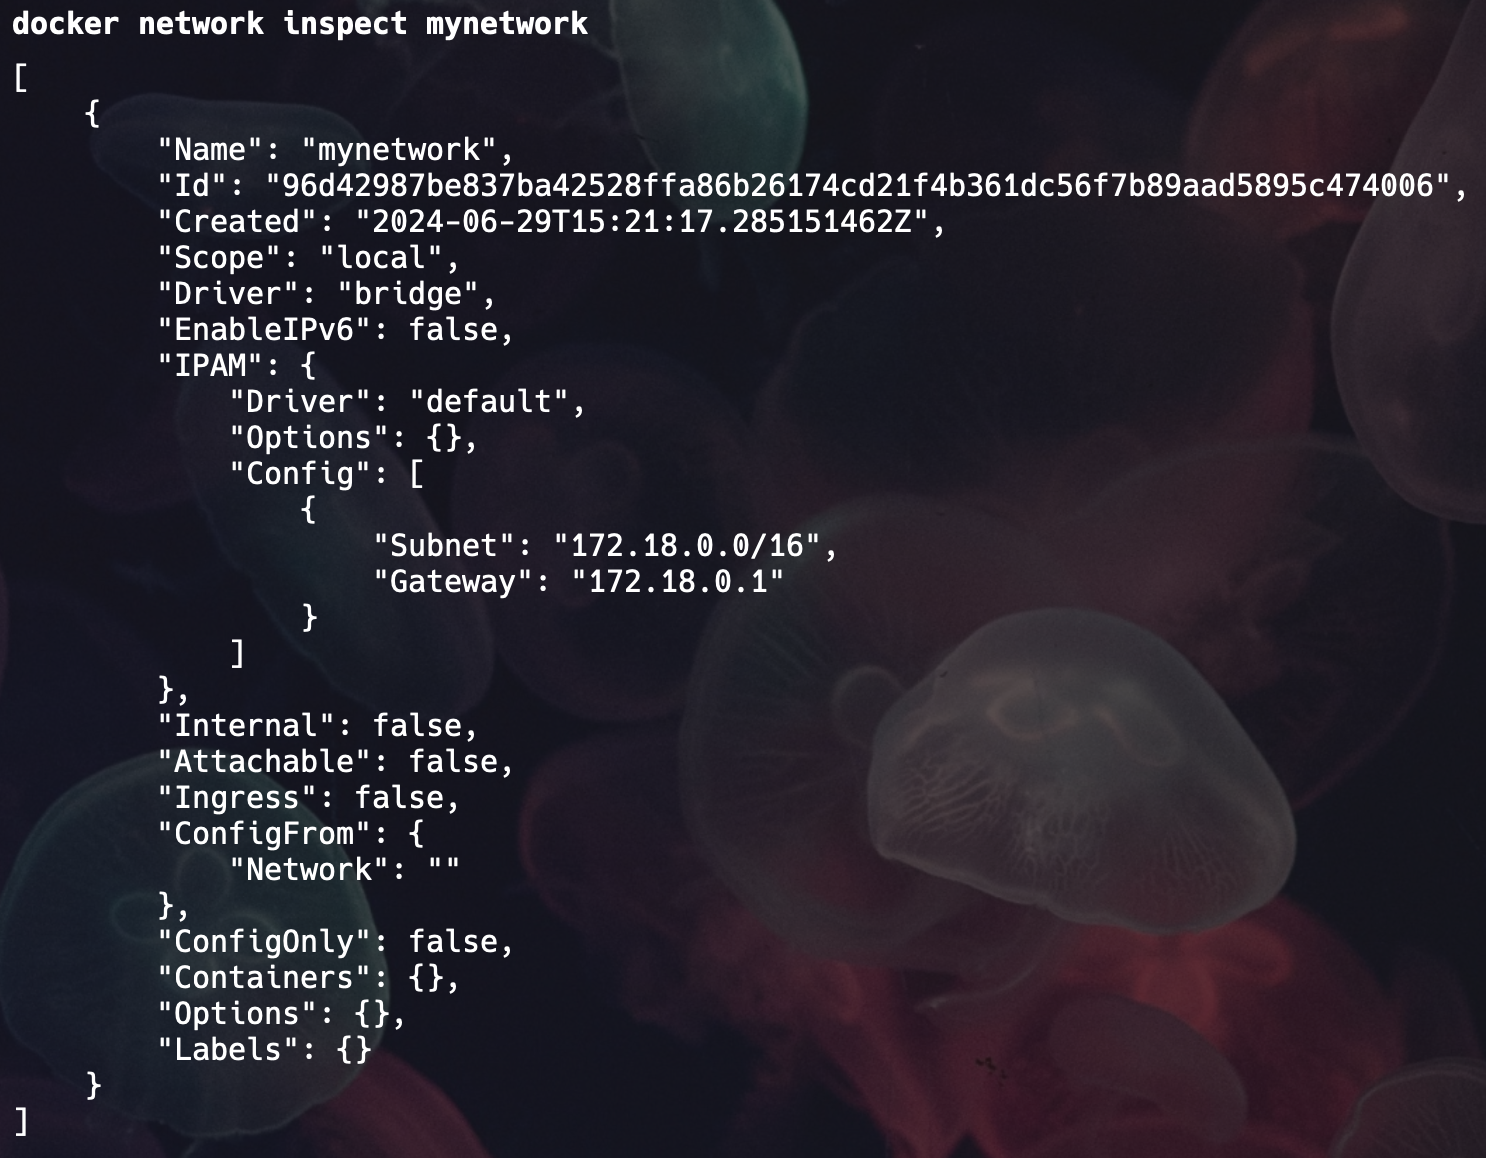 docker network inspect mynetwork
[
    {
        "Name": "mynetwork",
        "Id": "96d42987be837ba42528ffa86b26174cd21f4b361dc56f7b89aad5895c474006",
        "Created": "2024-06-29T15:21:17.285151462Z",
        "Scope": "local",
        "Driver": "bridge",
        "EnableIPv6": false,
        "IPAM": {
            "Driver": "default",
            "Options": {},
            "Config": [
                {
                    "Subnet": "172.18.0.0/16",
                    "Gateway": "172.18.0.1"
                }
            ]
        },
        "Internal": false,
        "Attachable": false,
        "Ingress": false,
        "ConfigFrom": {
            "Network": ""
        },
        "ConfigOnly": false,
        "Containers": {},
        "Options": {},
        "Labels": {}
    }
]